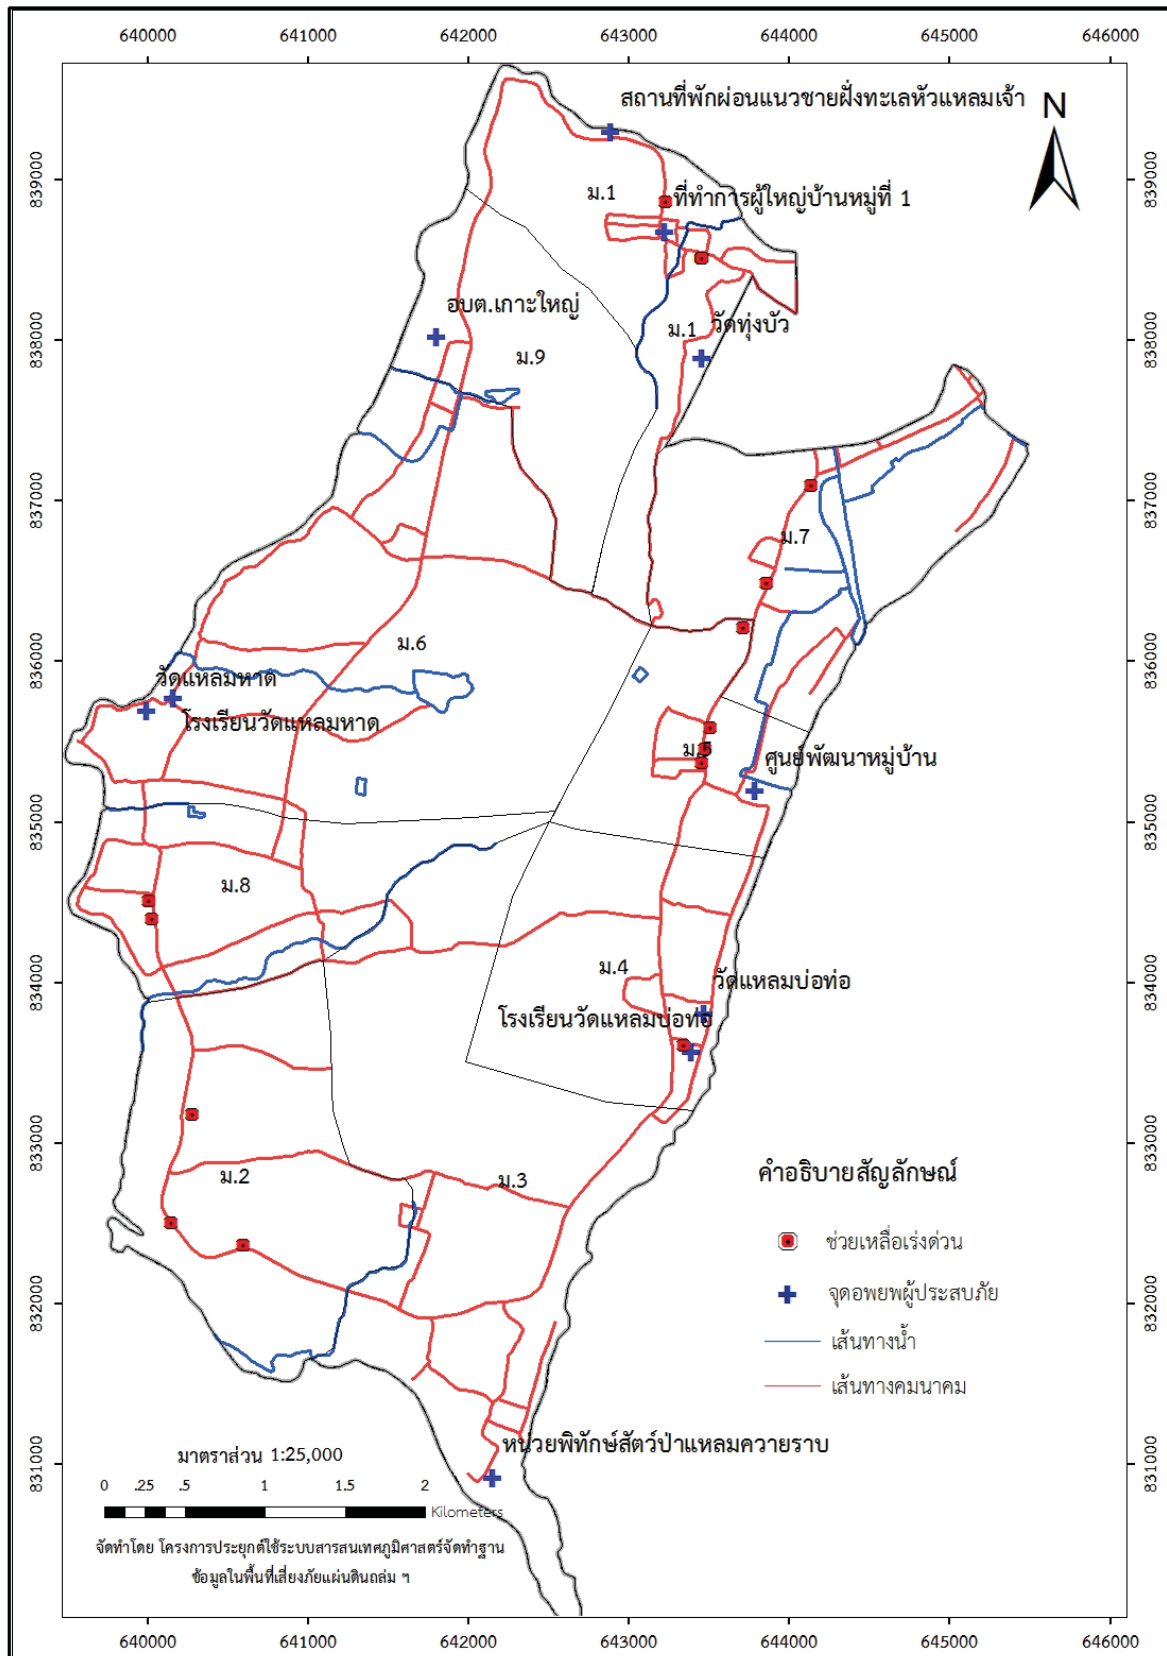 640000 641000 642000 643000 644000 645000 646000
สถานที่พักผ่อนแนวชายฝั่งทะเลหัวแหลมเจ้า
N
839000 839000
ม.1 ที่ทำการผู้ใหญ่บ้านหมู่ที่ 1
อบต.เกาะใหญ่
838000 838000
ม.1 วัดทุ่งบัว
ม.9
837000 837000
ม.7
836000 836000
ม.6
วัดแหลมหาด
โรงเรียนวัดแหลมหาด
ม.5 ศูนย์พัฒนาหมู่บ้าน
835000 835000
ม.8
834000 834000
ม.4 วัดแหลมบ่อท่อ
โรงเรียนวัดแหลมบ่อท่อ
833000 833000
ม.2 ม.3
คำอธิบายสัญลักษณ์
ช่วยเหลื่อเร่งด่วน
จุดอพยพผู้ประสบภัย
832000 832000
เส้นทางน้ำ
เส้นทางคมนาคม
หน่วยพิทักษ์สัตว์ป่าแหลมควายราบ
831000 831000
มาตราส่วน 1:25,000
0 .25 .5 1 1.5 2
Kilometers
จัดทำโดย โครงการประยุกต์ใช้ระบบสารสนเทศภูมิศาสตร์จัดทำฐาน
ข้อมูลในพื้นที่เสี่ยงภัยแผ่นดินถล่ม ฯ
640000 641000 642000 643000 644000 645000 646000